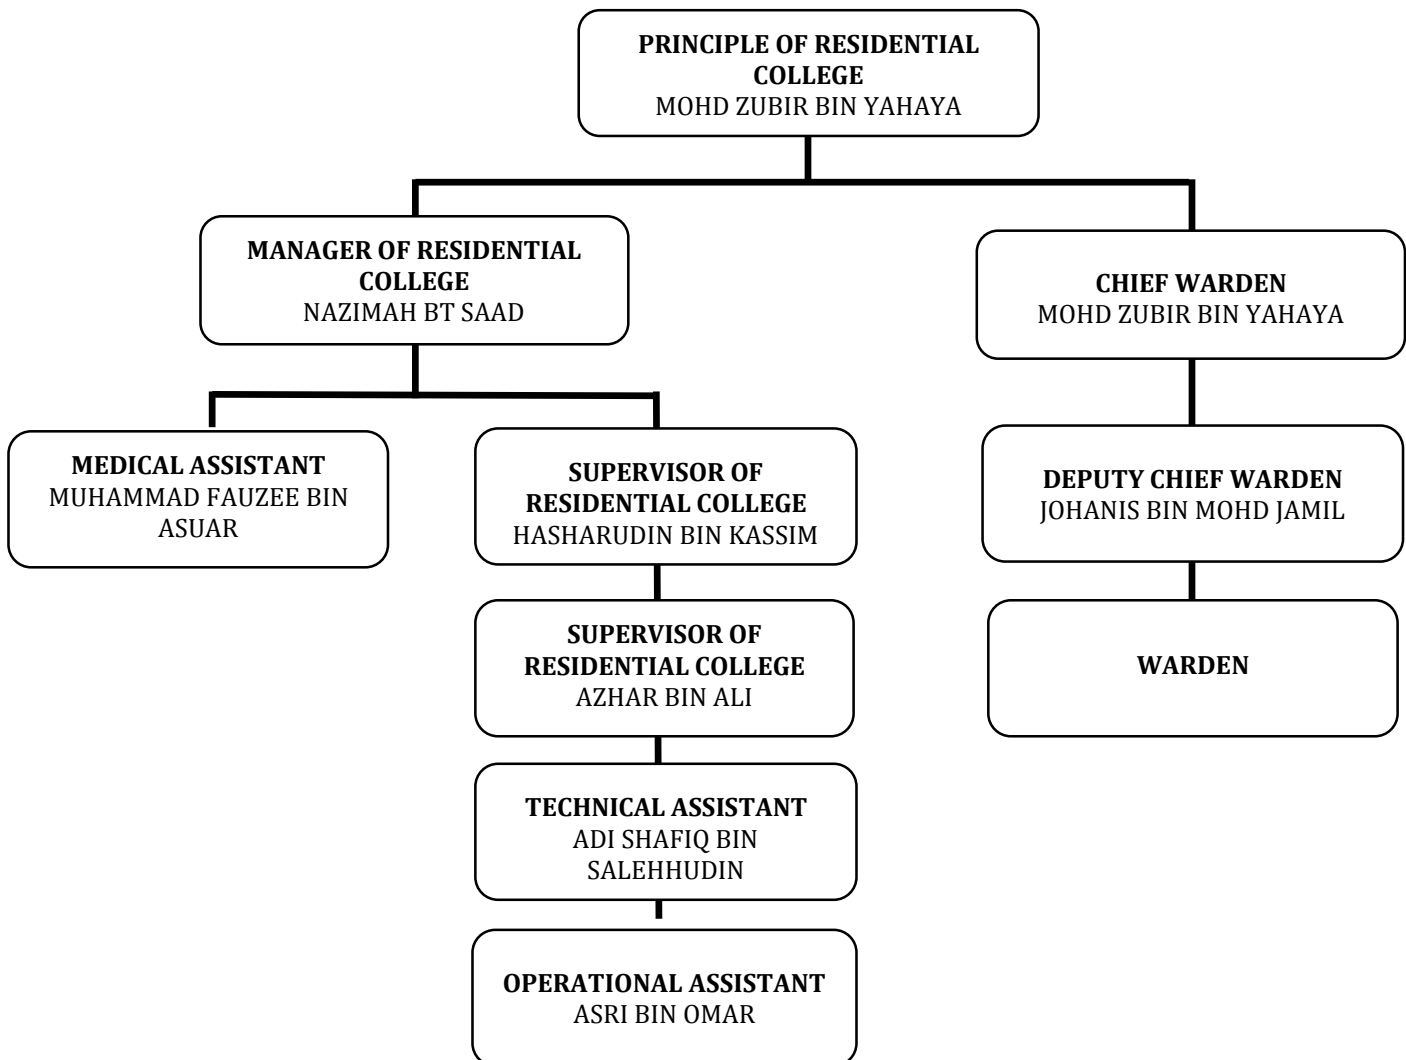 PRINCIPLE OF RESIDENTIAL
COLLEGE
MOHD ZUBIR BIN YAHAYA
MANAGER OF RESIDENTIAL
COLLEGE
NAZIMAH BT SAAD
CHIEF WARDEN
MOHD ZUBIR BIN YAHAYA
MEDICAL ASSISTANT
MUHAMMAD FAUZEE BIN
ASUAR
SUPERVISOR OF
RESIDENTIAL COLLEGE
HASHARUDIN BIN KASSIM
DEPUTY CHIEF WARDEN
JOHANIS BIN MOHD JAMIL
SUPERVISOR OF
RESIDENTIAL COLLEGE
AZHAR BIN ALI
WARDEN
TECHNICAL ASSISTANT
ADI SHAFIQ BIN
SALEHHUDIN
OPERATIONAL ASSISTANT
ASRI BIN OMAR